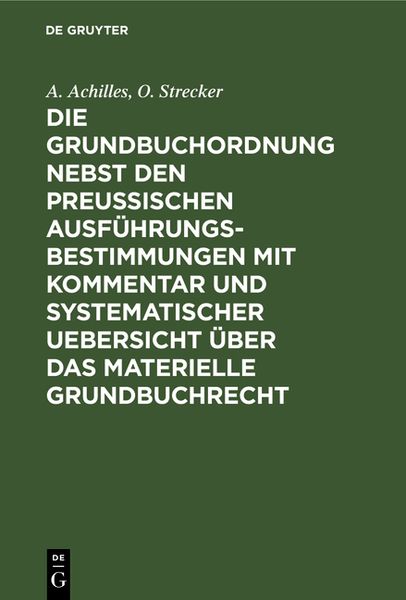 DE GRUYTER
A. Achilles, O. Strecker
DIE
GRUNDBUCHORDNUNG
NEBST DEN
PREUSSISCHEN
AUSFÜHRUNGS-
BESTIMMUNGEN MIT
KOMMENTAR UND
SYSTEMATISCHER
UEBERSICHT ÜBER
DAS MATERIELLE
GRUNDBUCHRECHT
DE
G